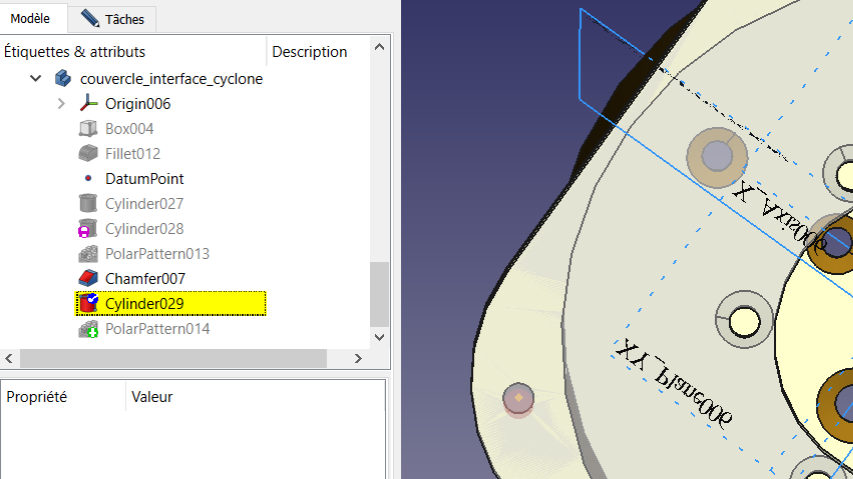 Modèle
Tâches
Étiquettes & attributs
Description
couvercle_interface_cyclone
Origin006
Box004
Fillet012
DatumPoint
Cylinder027
Cylinder028
PolarPattern013
Chamfer007
Cylinder029
PolarPattern014
Propriété
Valeur
X_Axis006
XY_Plane006